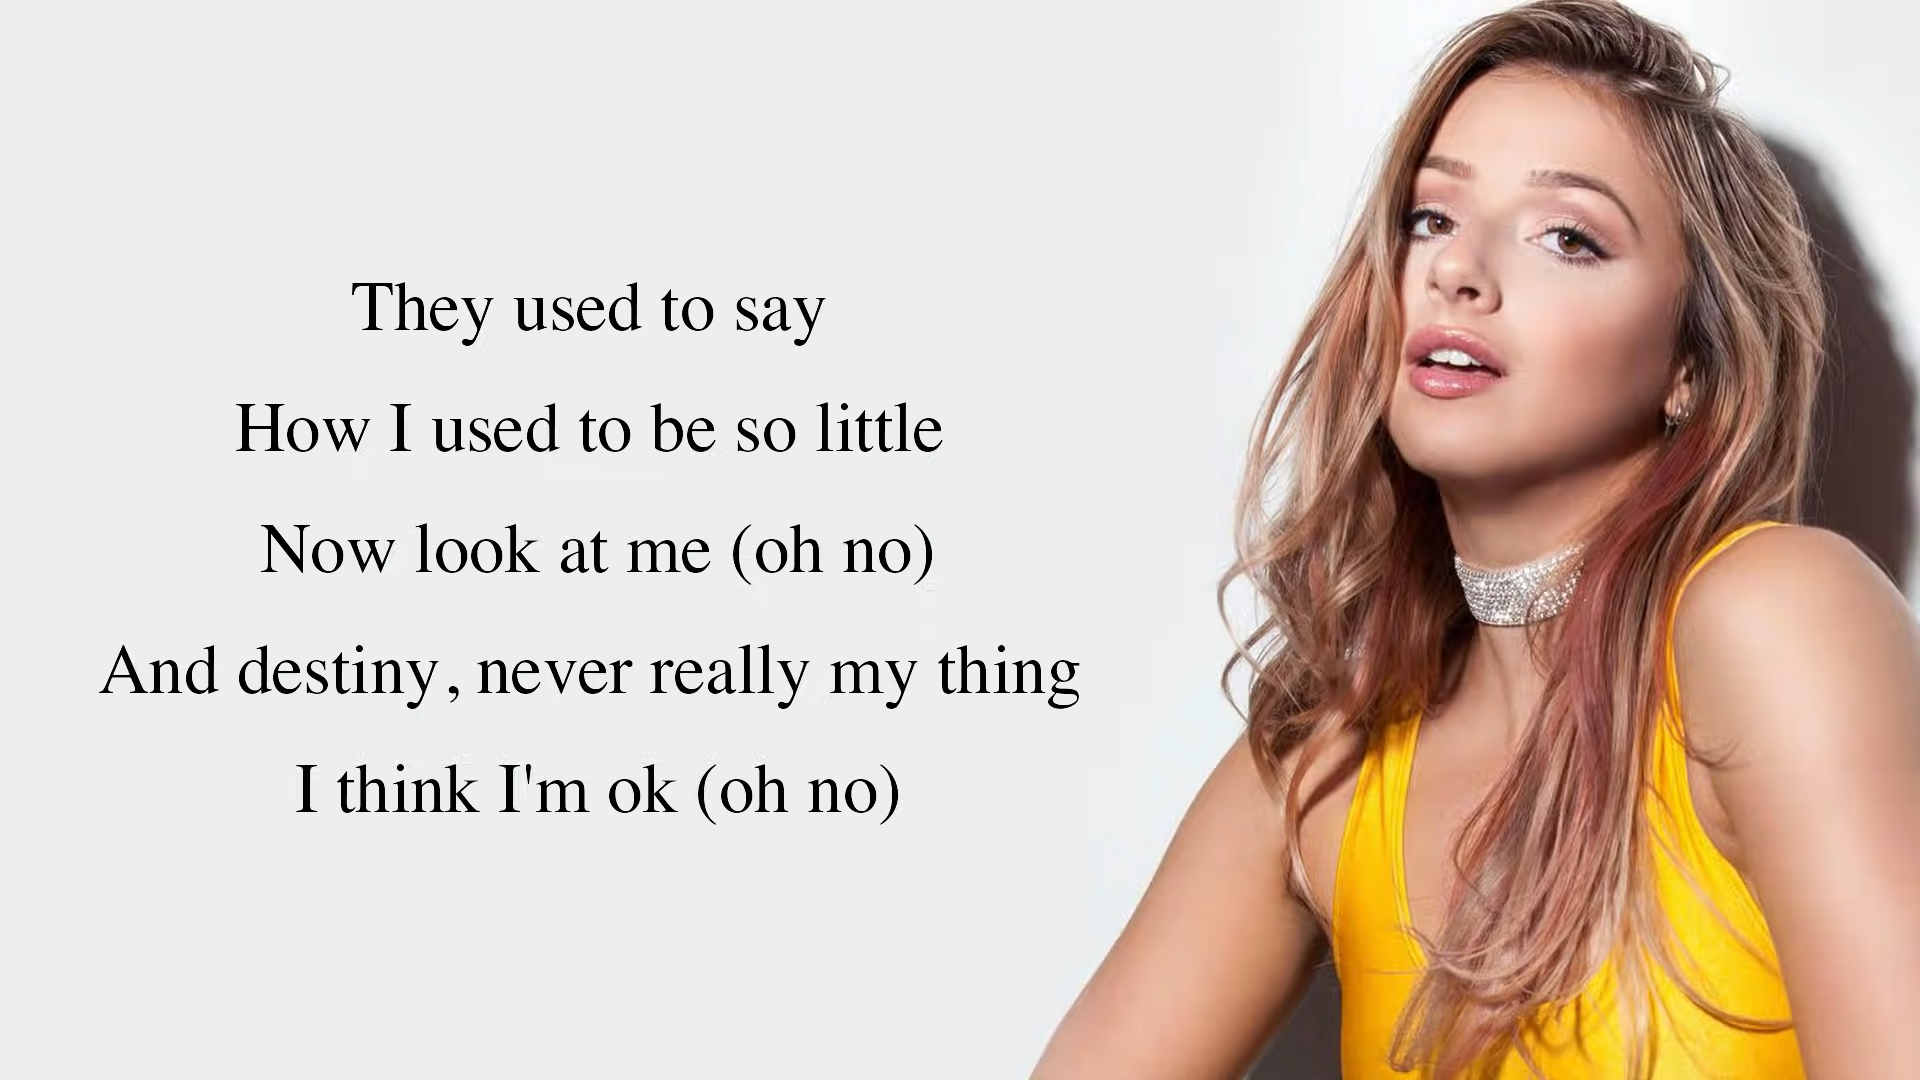 They used to say
How I used to be so little
Now look at me (oh no)
And destiny, never really my thing
I think I'm ok (oh no)